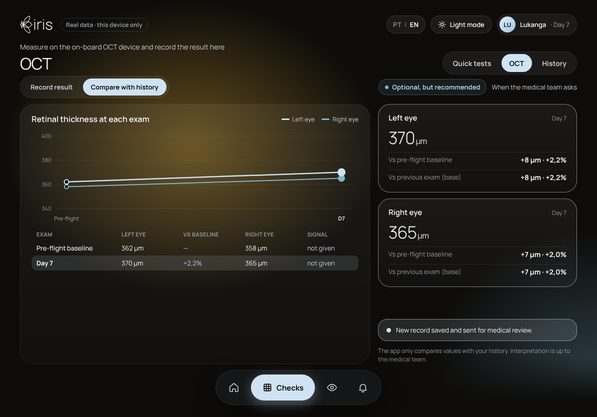 iris
Real data · this device only
PT | EN
Light mode
LU Lukanga · Day 7
Measure on the on-board OCT device and record the result here
OCT
Quick tests OCT History
Record result Compare with history
Optional, but recommended When the medical team asks
Retinal thickness at each exam
Left eye Right eye
400
380
360
340
Pre-flight D7
EXAM LEFT EYE VS BASELINE RIGHT EYE SIGNAL
Pre-flight baseline 362 µm — 358 µm not given
Day 7 370 µm +2.2% 365 µm not given
Left eye Day 7
370 µm
Vs pre-flight baseline +8 µm · +2,2%
Vs previous exam (base) +8 µm · +2,2%
Right eye Day 7
365 µm
Vs pre-flight baseline +7 µm · +2,0%
Vs previous exam (base) +7 µm · +2,0%
New record saved and sent for medical review.
The app only compares values with your history. Interpretation is up to
the medical team.
Checks